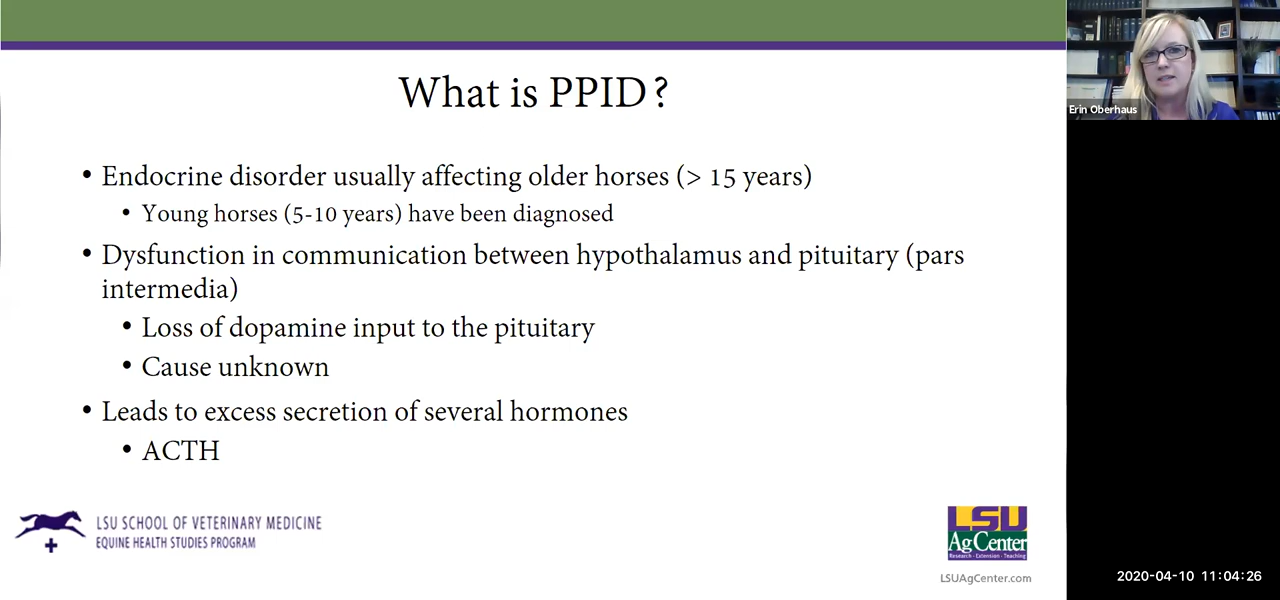 What is PPID?
• Endocrine disorder usually affecting older horses (> 15 years)
• Young horses (5-10 years) have been diagnosed
• Dysfunction in communication between hypothalamus and pituitary (pars
intermedia)
• Loss of dopamine input to the pituitary
• Cause unknown
• Leads to excess secretion of several hormones
• ACTH
LSU SCHOOL OF VETERINARY MEDICINE
EQUINE HEALTH STUDIES PROGRAM
LSU
AgCenter
Research · Extension · Teaching
LSUAgCenter.com
Erin Oberhaus
2020-04-10 11:04:26